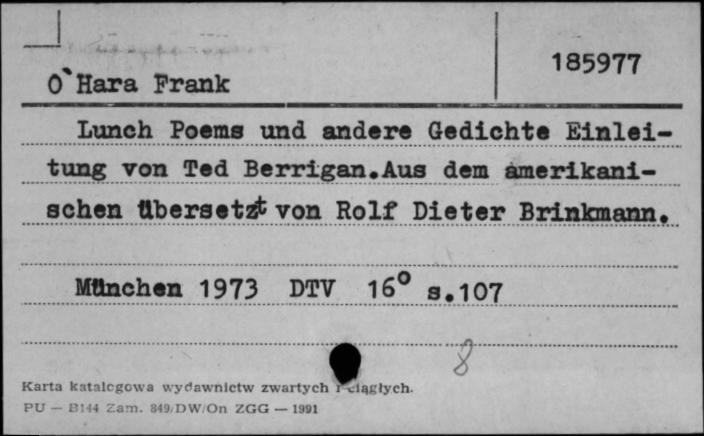 185977
O`Hara Frank
Lunch Poems und andere Gedichte Einlei-
tung von Ted Berrigan.Aus dem amerikani-
schen übersetzt von Rolf Dieter Brinkmann.
München 1973 DTV 16° s.107
8
Karta katalogowa wydawnictw zwartych i ciągłych.
PU — B144 Zam. 849/DW/On ZGG — 1991